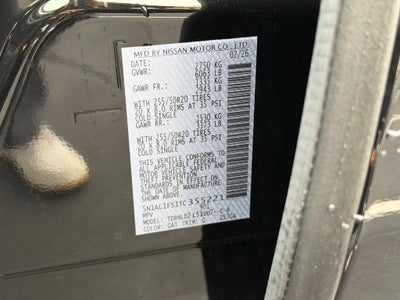 MFD BY NISSAN MOTOR CO.,LTD
DATE: 02/26
GVWR: 2750 KG
6063 LB
GAWR FR.: 1335 KG
2943 LB
WITH 255/50R20 TIRES
20 X 8.0 RIMS AT 35 PSI
COLD SINGLE
GAWR RR.: 1530 KG
3373 LB
WITH 255/50R20 TIRES
20 X 8.0 RIMS AT 35 PSI
COLD SINGLE
THIS VEHICLE CONFORMS TO ALL
APPLICABLE FEDERAL MOTOR
VEHICLE SAFETY, BUMPER, AND
THEFT PREVENTION STANDARDS
IN EFFECT ON THE DATE OF
MANUFACTURE SHOWN ABOVE.
5N1AL1FS1TC355221
MPV
MODEL:
COLOR: GAT TRIM: G